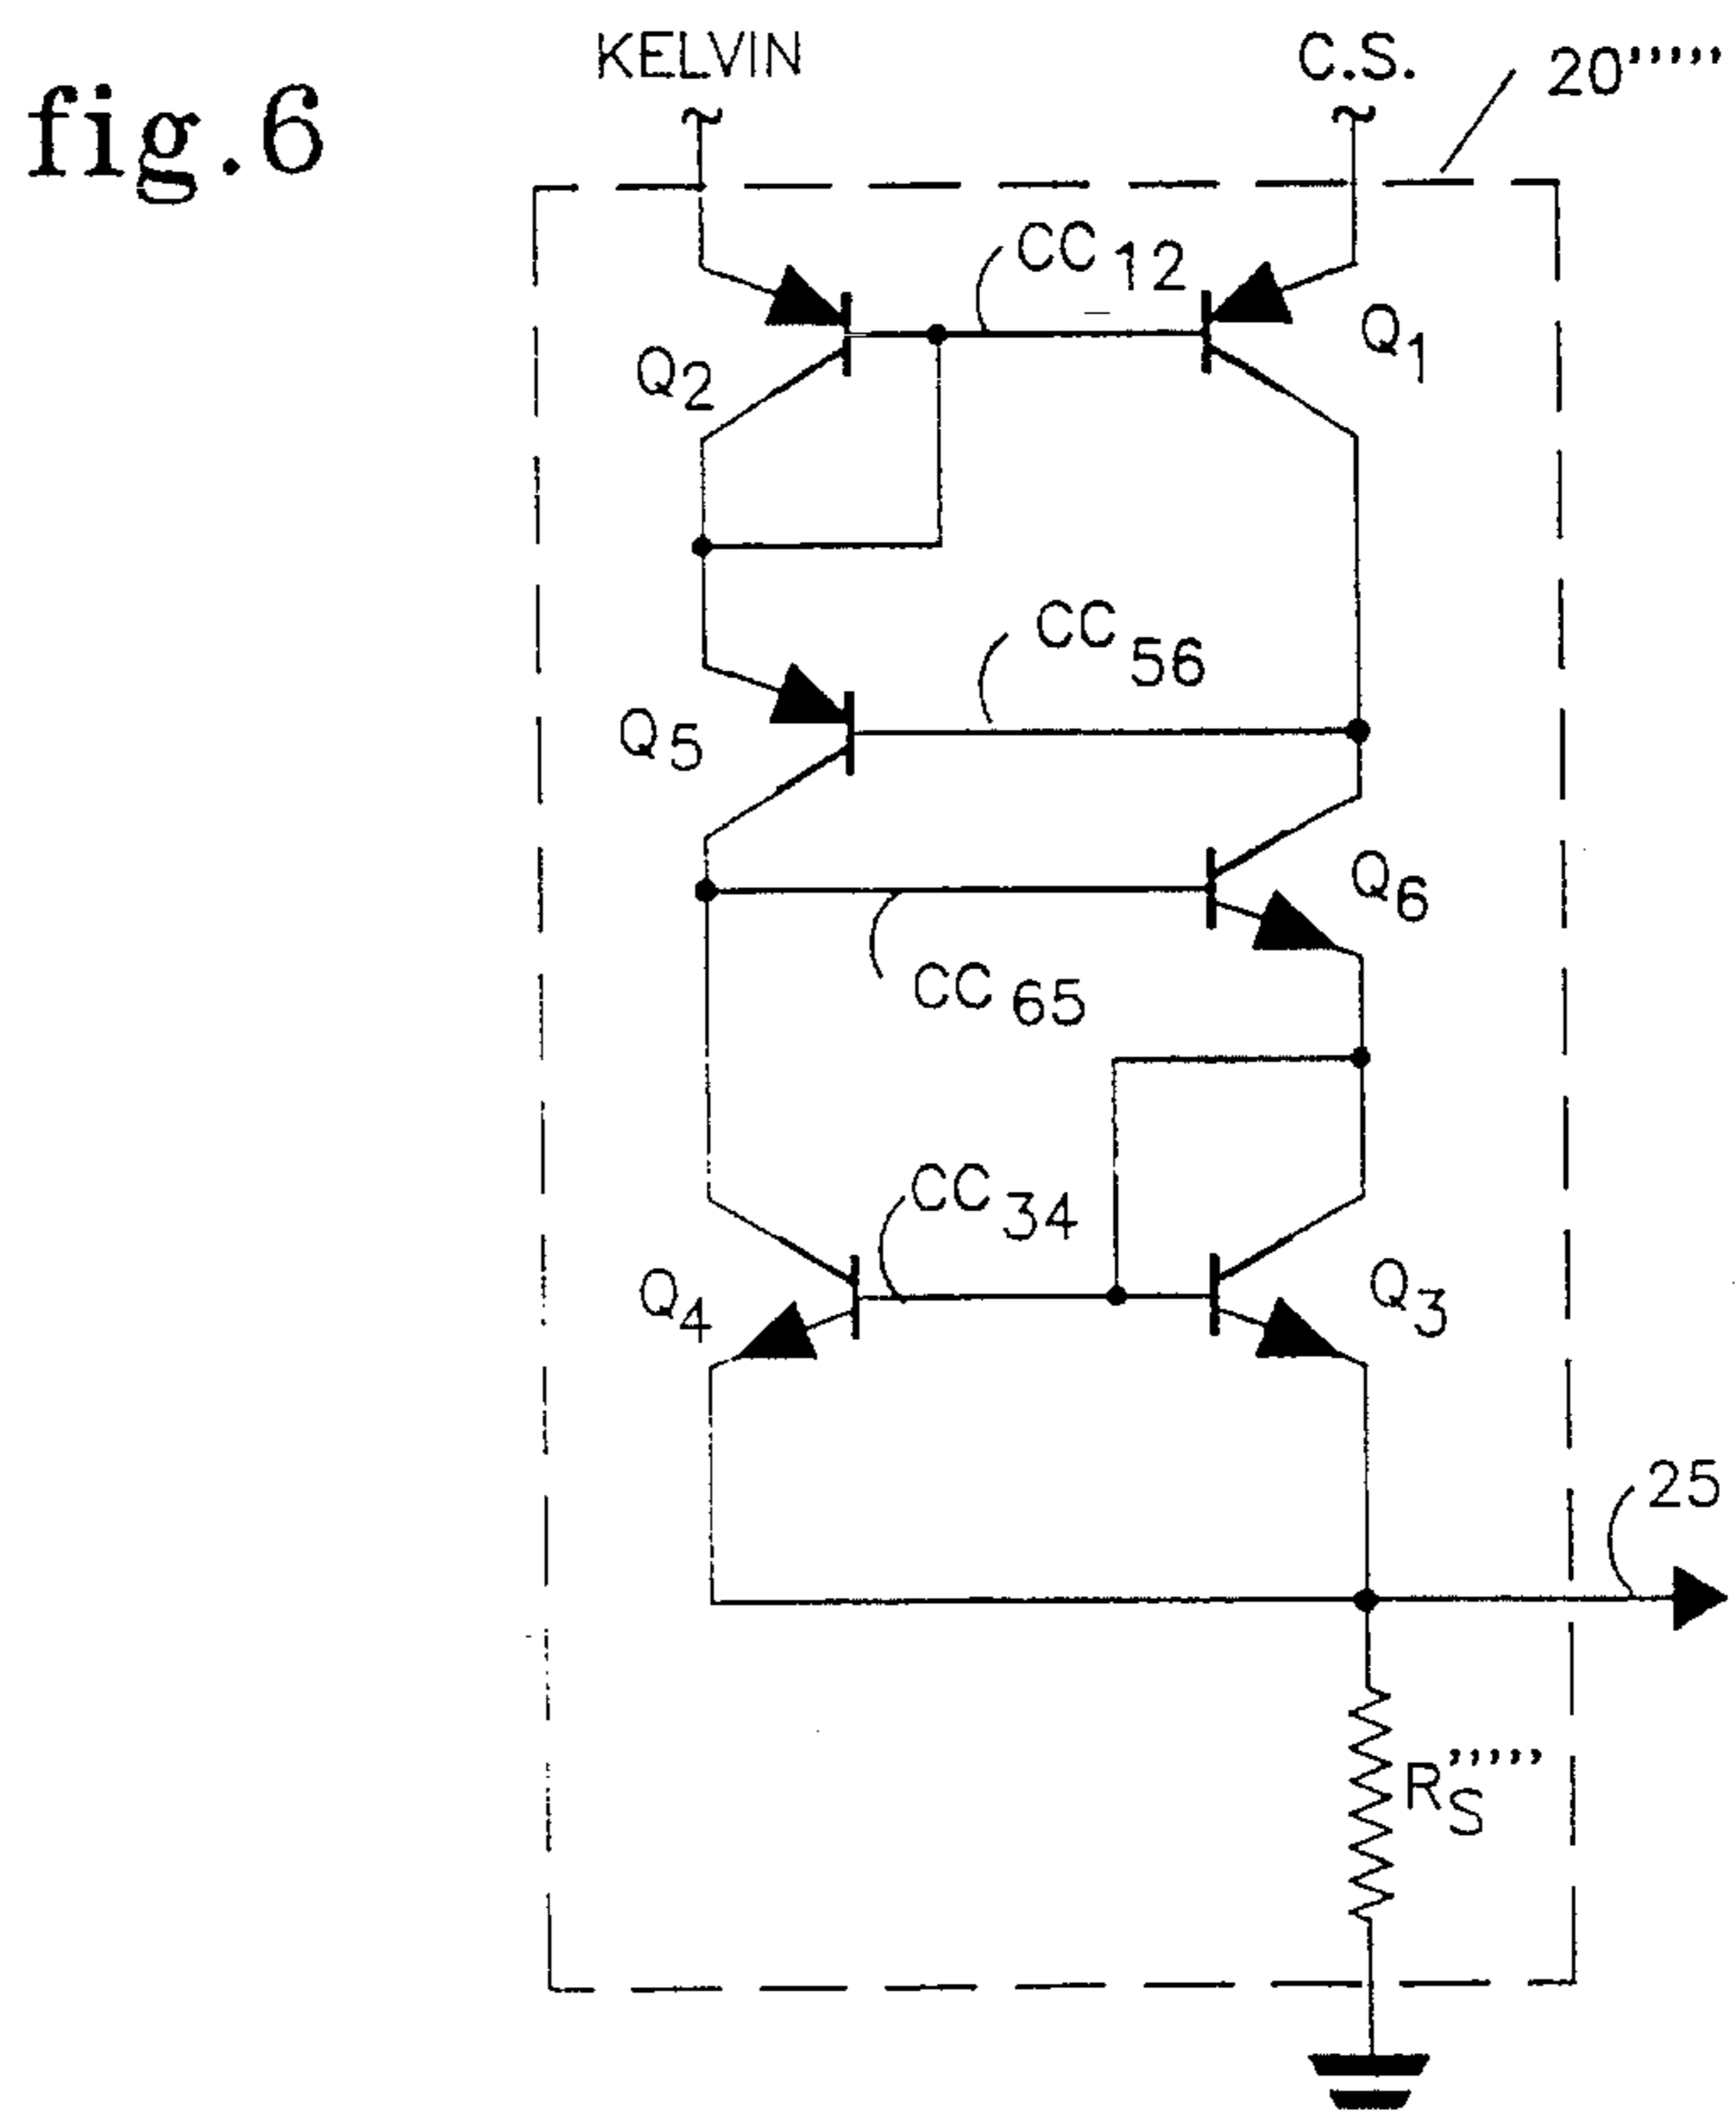 fig.6
KELVIN
C.S.
20’’’’’
CC12
Q2
Q1
CC56
Q5
Q6
CC65
CC34
Q4
Q3
25
RS’’’’’